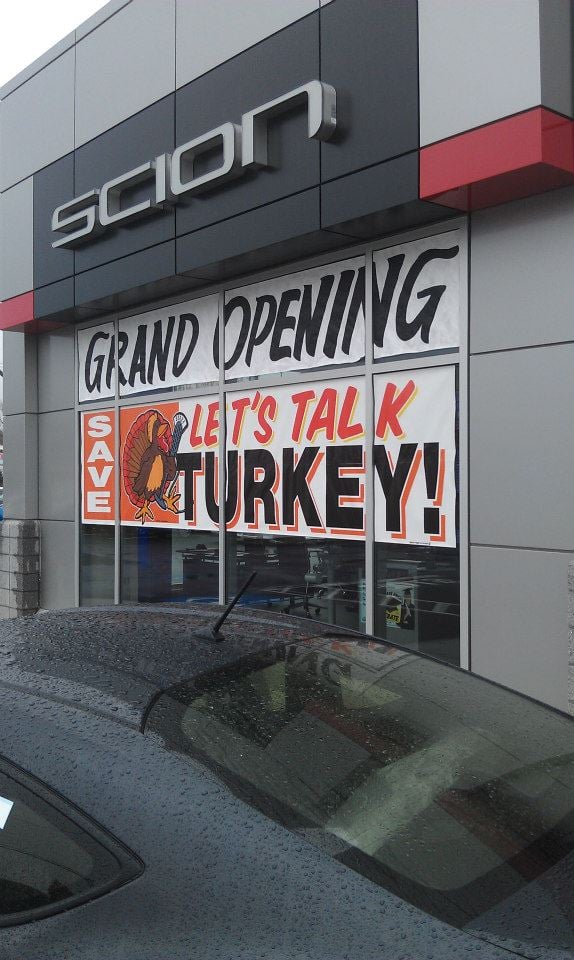 SCION
GRAND OPENING
SAVE
LET'S TALK
TURKEY!